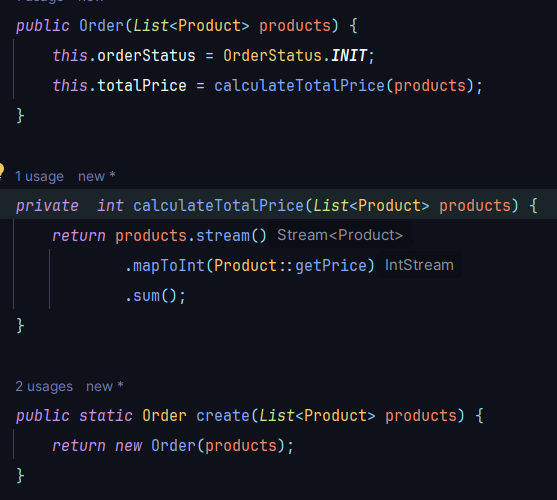 public Order(List<Product> products) {
this.orderStatus = OrderStatus.INIT;
this.totalPrice = calculateTotalPrice(products);
}
1 usage new *
private int calculateTotalPrice(List<Product> products) {
return products.stream() Stream<Product>
.mapToInt(Product::getPrice) IntStream
.sum();
}
2 usages new *
public static Order create(List<Product> products) {
return new Order(products);
}